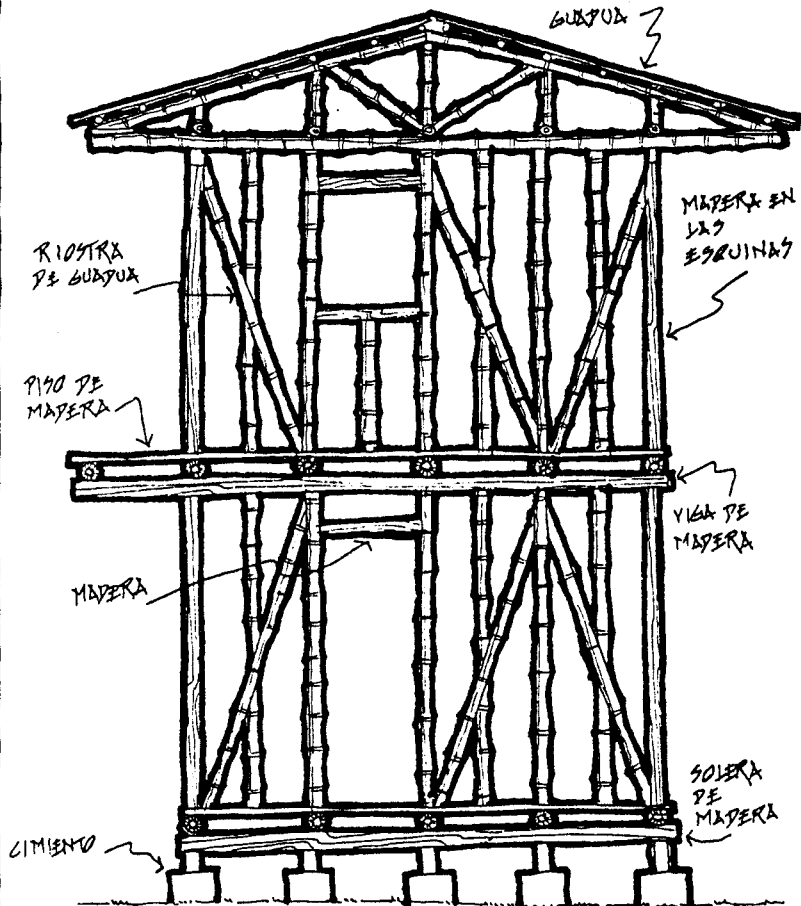 GUADUA
MADERA EN
LAS
ESQUINAS
RIOSTRA
DE GUADUA
PISO DE
MADERA
VIGA DE
MADERA
MADERA
SOLERA
DE
MADERA
CIMIENTO